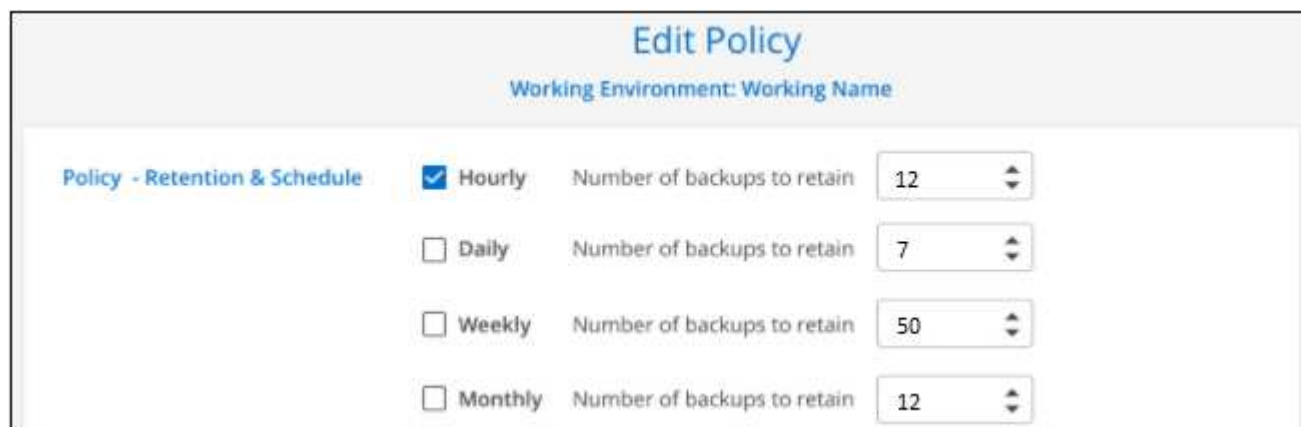 Edit Policy
Working Environment: Working Name
Policy - Retention & Schedule Hourly Number of backups to retain 12
Daily Number of backups to retain 7
Weekly Number of backups to retain 50
Monthly Number of backups to retain 12